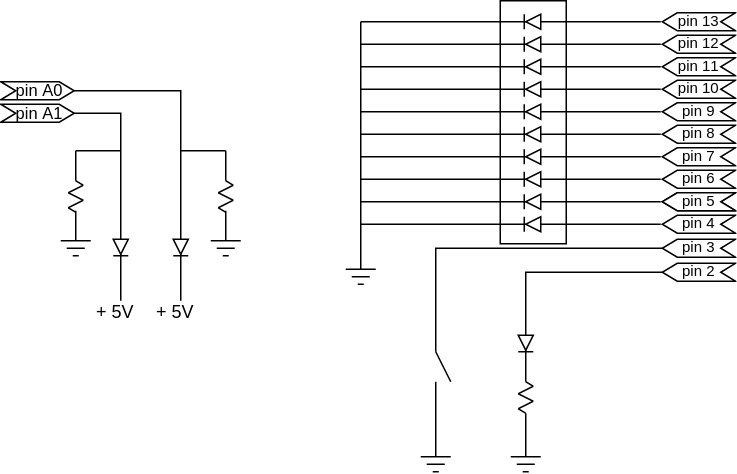 pin 13
pin 12
pin 11
pin 10
pin 9
pin 8
pin 7
pin 6
pin 5
pin 4
pin 3
pin 2
pin A0
pin A1
+ 5V
+ 5V